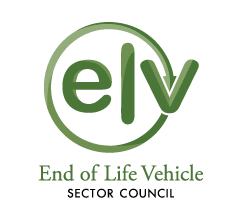 elv
End of Life Vehicle
SECTOR COUNCIL